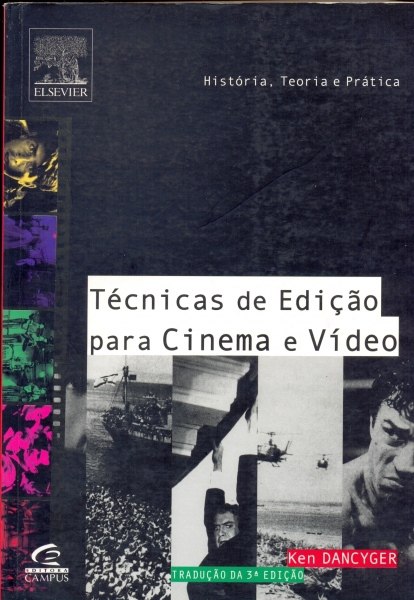 ELSEVIER
História, Teoria e Prática
Técnicas de Edição
para Cinema e Vídeo
Ken DANCYGER
TRADUÇÃO DA 3ª EDIÇÃO
EDITORA
CAMPUS